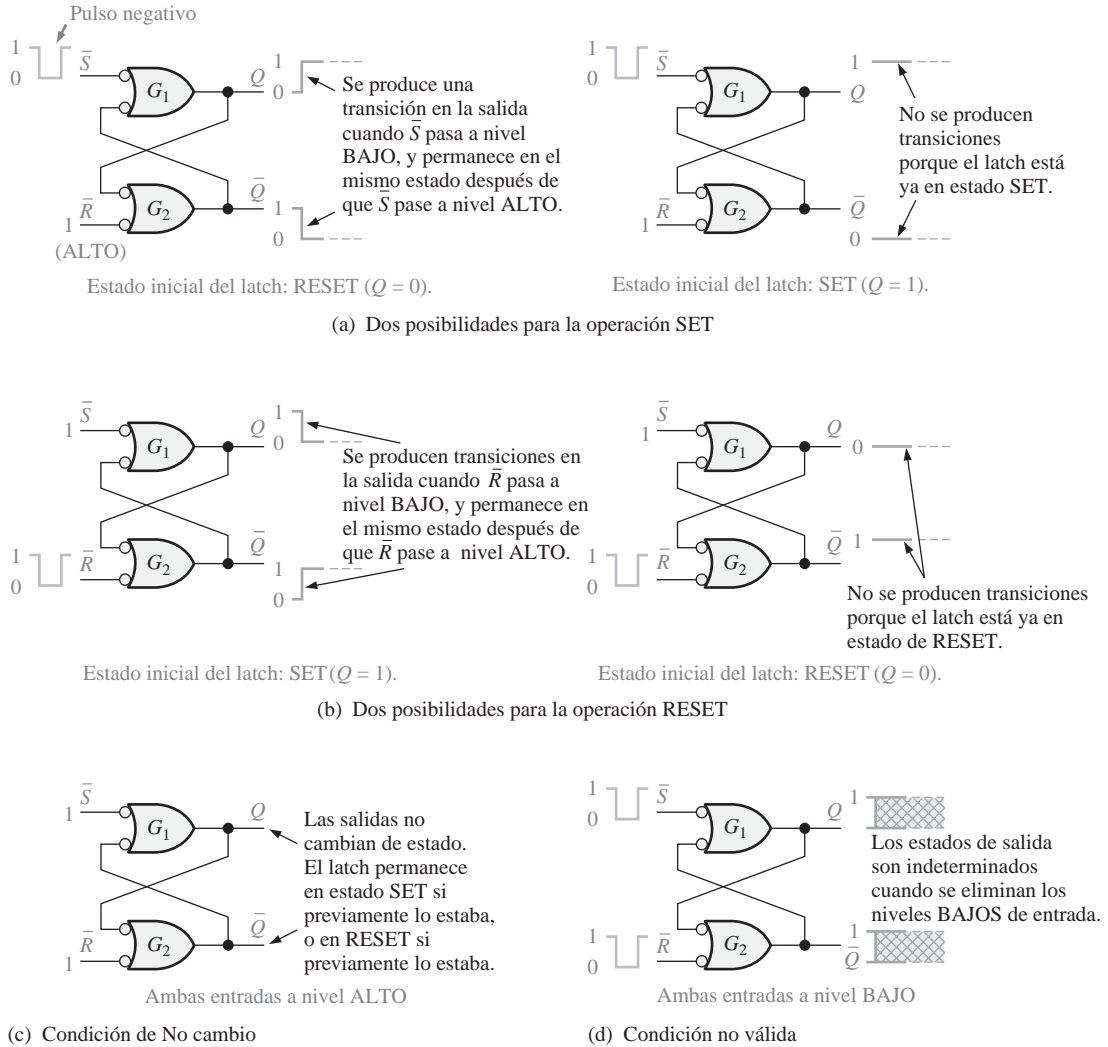 Pulso negativo
1
0
S̄
G₁
Q
1
0
Se produce una
transición en la salida
cuando S̄ pasa a nivel
BAJO, y permanece en el
mismo estado después de
que S̄ pase a nivel ALTO.
1
R̄
(ALTO)
G₂
Q̄
1
0
Estado inicial del latch: RESET (Q = 0).
1
0
S̄
G₁
1
Q
No se producen
transiciones
porque el latch está
ya en estado SET.
1
R̄
G₂
Q̄
0
Estado inicial del latch: SET (Q = 1).
(a) Dos posibilidades para la operación SET
S̄
1
G₁
Q
1
0
Se producen transiciones en
la salida cuando R̄ pasa a
nivel BAJO, y permanece en
el mismo estado después de
que R̄ pase a nivel ALTO.
1
0
R̄
G₂
Q̄
1
0
Estado inicial del latch: SET (Q = 1).
S̄
1
G₁
Q
0
1
0
R̄
G₂
Q̄
1
No se producen transiciones
porque el latch está ya en
estado de RESET.
Estado inicial del latch: RESET (Q = 0).
(b) Dos posibilidades para la operación RESET
S̄
1
G₁
Q
Las salidas no
cambian de estado.
El latch permanece
en estado SET si
previamente lo estaba,
o en RESET si
previamente lo estaba.
R̄
1
G₂
Q̄
Ambas entradas a nivel ALTO
(c) Condición de No cambio
1
0
S̄
G₁
Q
1
0
Los estados de salida
son indeterminados
cuando se eliminan los
niveles BAJOS de entrada.
1
0
R̄
G₂
Q̄
1
0
Ambas entradas a nivel BAJO
(d) Condición no válida